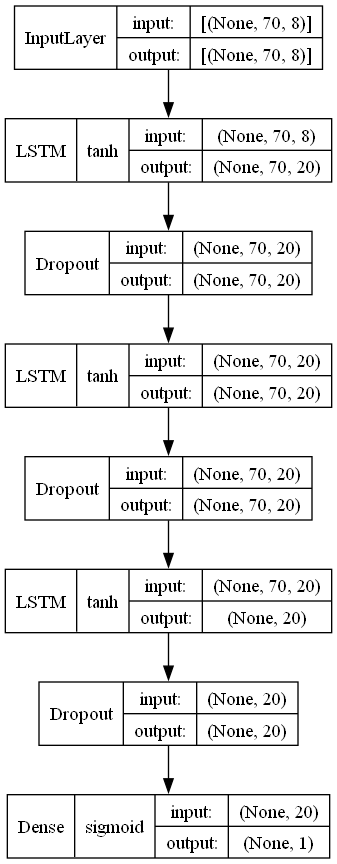 InputLayer input: [(None, 70, 8)]
output: [(None, 70, 8)]
LSTM tanh input: (None, 70, 8)
output: (None, 70, 20)
Dropout input: (None, 70, 20)
output: (None, 70, 20)
LSTM tanh input: (None, 70, 20)
output: (None, 70, 20)
Dropout input: (None, 70, 20)
output: (None, 70, 20)
LSTM tanh input: (None, 70, 20)
output: (None, 20)
Dropout input: (None, 20)
output: (None, 20)
Dense sigmoid input: (None, 20)
output: (None, 1)